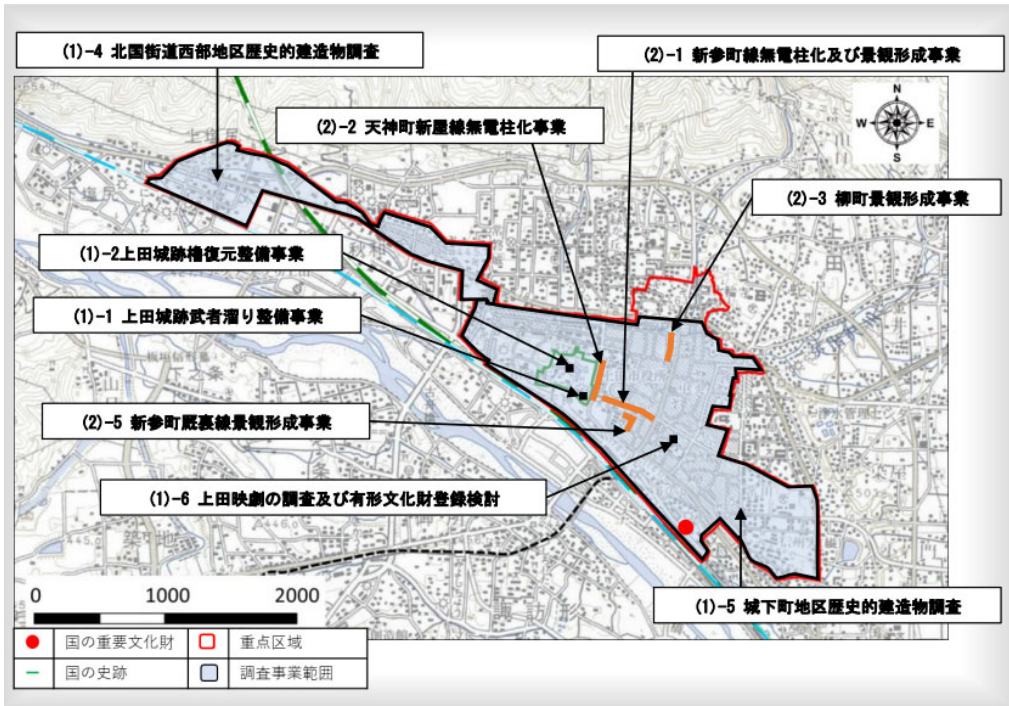 (1)-4 北国街道西部地区歴史的建造物調査
(2)-1 新参町線無電柱化及び景観形成事業
(2)-2 天神町新屋線無電柱化事業
N
W
E
S
(2)-3 柳町景観形成事業
(1)-2上田城跡櫓復元整備事業
(1)-1 上田城跡武者溜り整備事業
(2)-5 新参町厩裏線景観形成事業
(1)-6 上田映劇の調査及び有形文化財登録検討
(1)-5 城下町地区歴史的建造物調査
0 1000 2000
国の重要文化財 重点区域
国の史跡 調査事業範囲